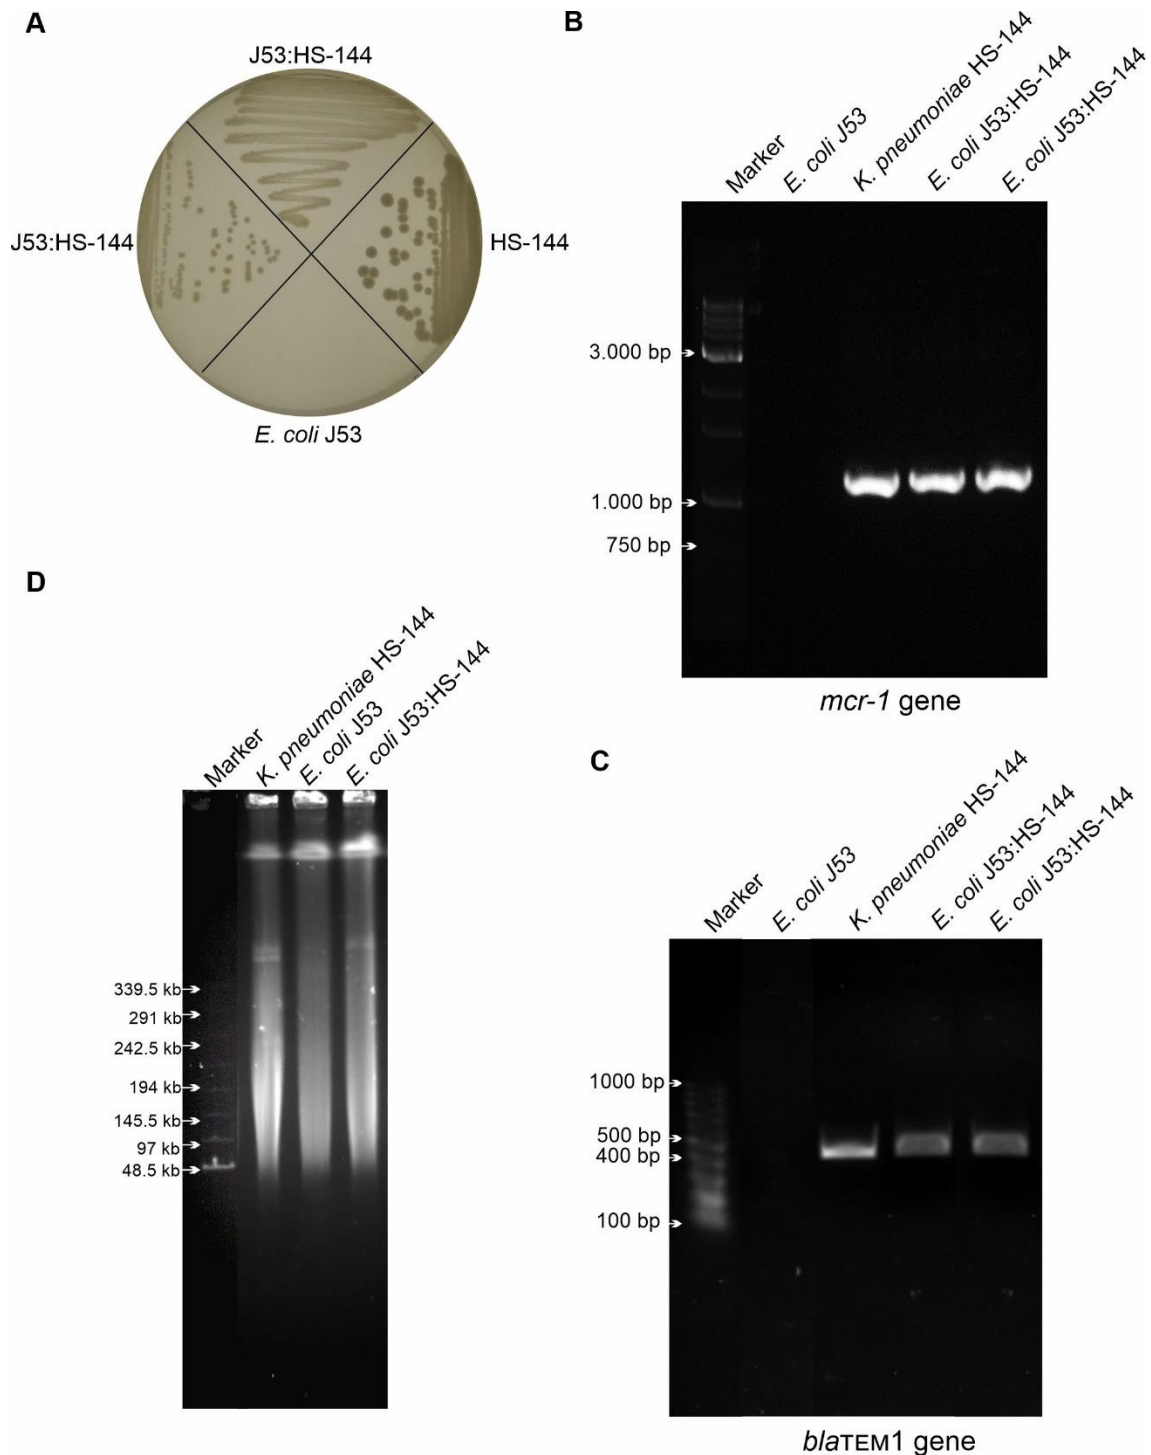 A
J53:HS-144
J53:HS-144
HS-144
E. coli J53
B
Marker
E. coli J53
K. pneumoniae HS-144
E. coli J53:HS-144
E. coli J53:HS-144
3.000 bp
1.000 bp
750 bp
mcr-1 gene
D
Marker
K. pneumoniae HS-144
E. coli J53
E. coli J53:HS-144
339.5 kb
291 kb
242.5 kb
194 kb
145.5 kb
97 kb
48.5 kb
C
Marker
E. coli J53
K. pneumoniae HS-144
E. coli J53:HS-144
E. coli J53:HS-144
1000 bp
500 bp
400 bp
100 bp
blaTEM1 gene